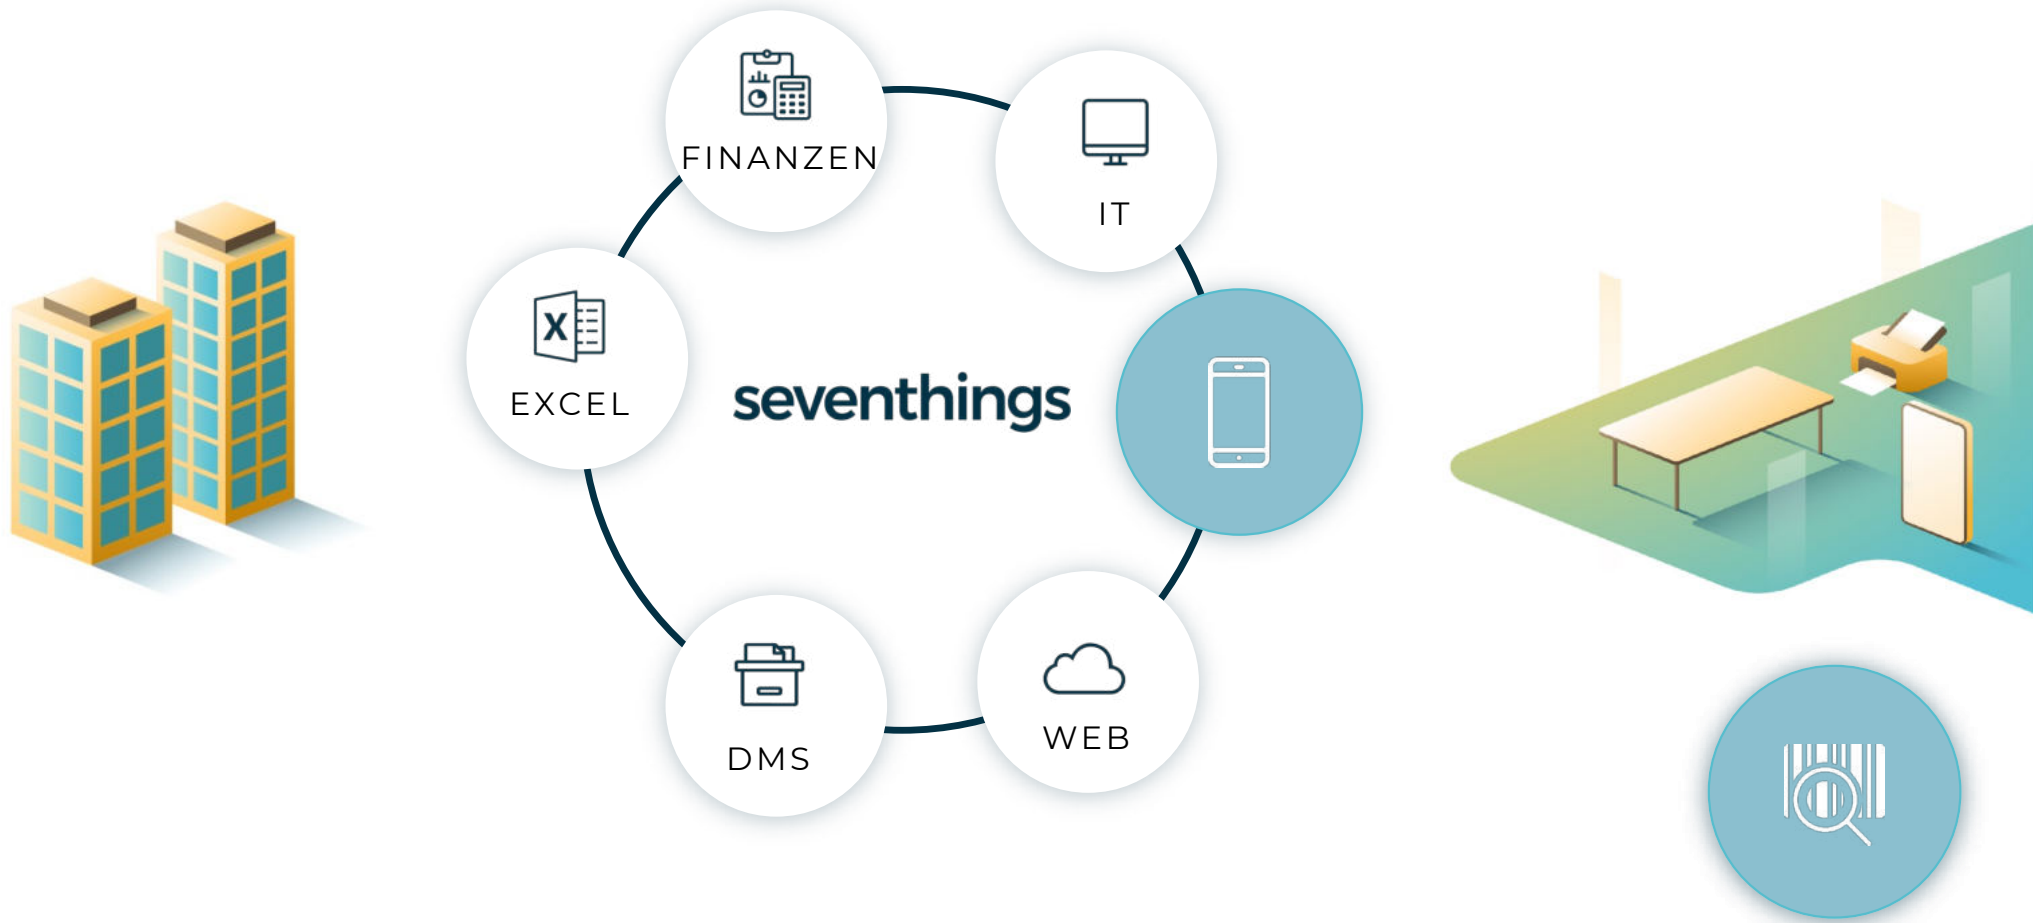 FINANZEN
IT
EXCEL
seventhings
DMS
WEB